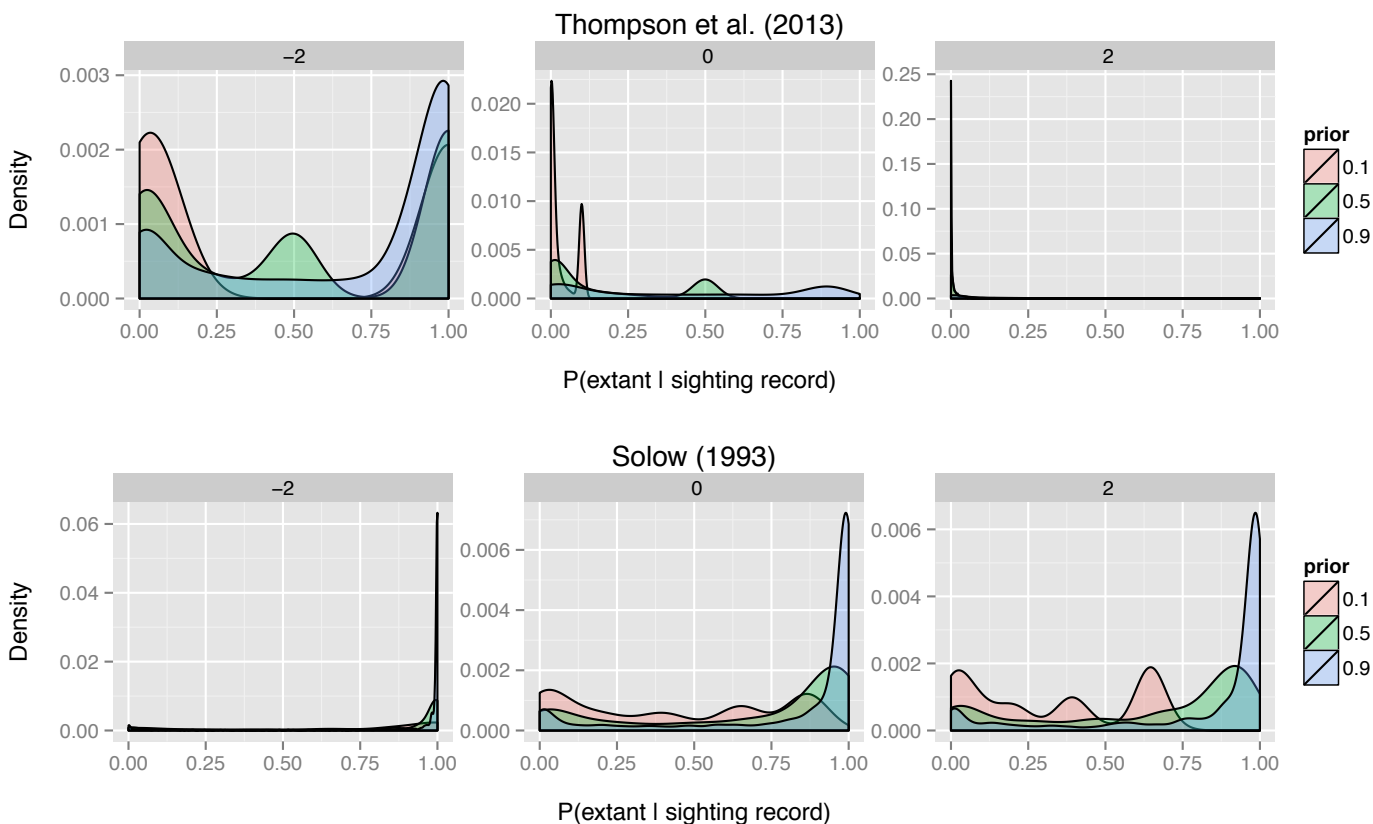 Thompson et al. (2013)
−2
0
2
Density
0.003
0.002
0.001
0.000
0.020
0.015
0.010
0.005
0.000
0.25
0.20
0.15
0.10
0.05
0.00
0.00 0.25 0.50 0.75 1.00
0.00 0.25 0.50 0.75 1.00
0.00 0.25 0.50 0.75 1.00
P(extant | sighting record)
prior
0.1
0.5
0.9
Solow (1993)
−2
0
2
Density
0.06
0.04
0.02
0.00
0.006
0.004
0.002
0.000
0.006
0.004
0.002
0.000
0.00 0.25 0.50 0.75 1.00
0.00 0.25 0.50 0.75 1.00
0.00 0.25 0.50 0.75 1.00
P(extant | sighting record)
prior
0.1
0.5
0.9